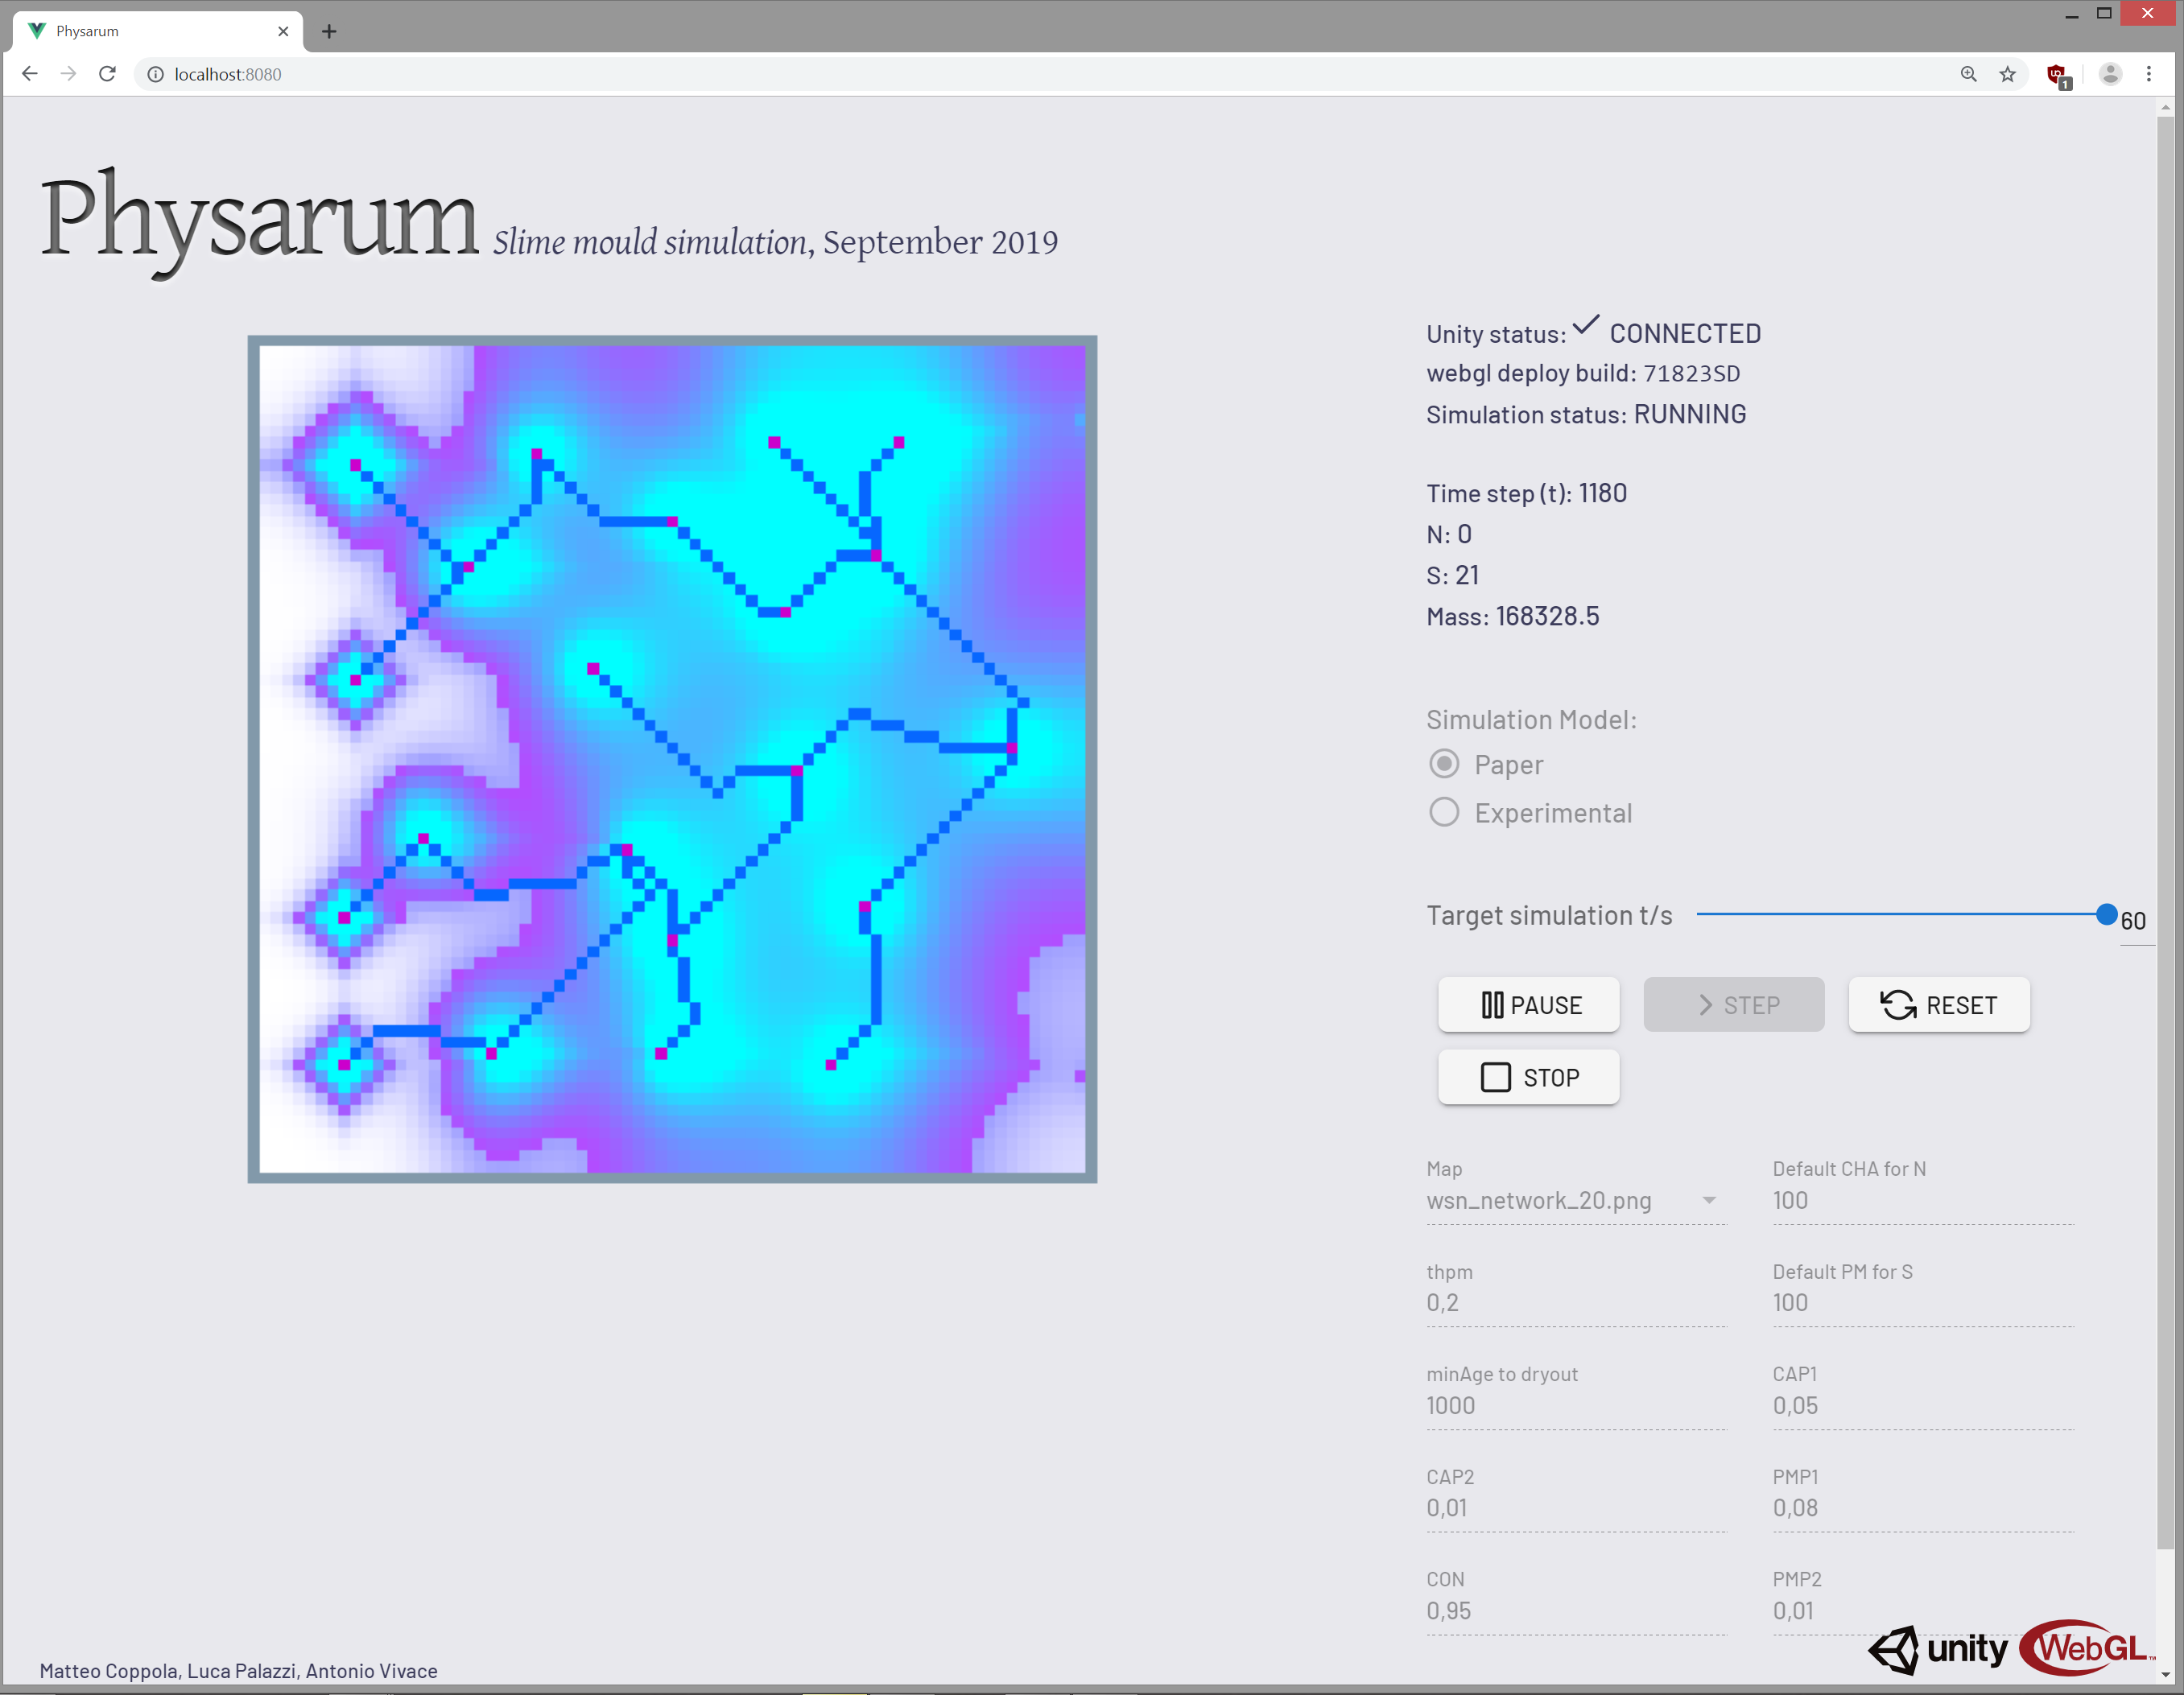 Physarum
localhost:8080
1
Physarum Slime mould simulation, September 2019
Unity status: CONNECTED
webgl deploy build: 71823SD
Simulation status: RUNNING
Time step (t): 1180
N: 0
S: 21
Mass: 168328.5
Simulation Model:
Paper
Experimental
Target simulation t/s 60
PAUSE STEP RESET
STOP
Map Default CHA for N
wsn_network_20.png 100
thpm Default PM for S
0,2 100
minAge to dryout CAP1
1000 0,05
CAP2 PMP1
0,01 0,08
CON PMP2
0,95 0,01
unity WebGL™
Matteo Coppola, Luca Palazzi, Antonio Vivace